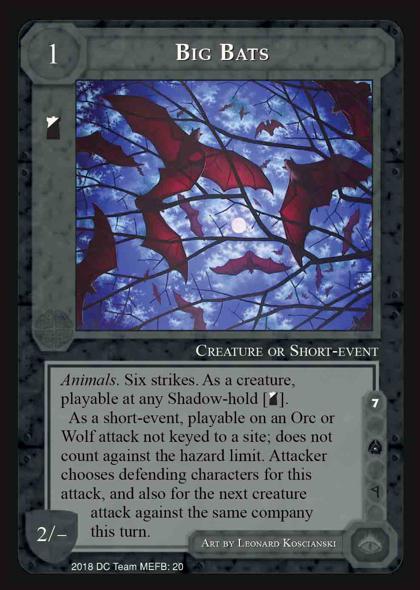 1
BIG BATS
CREATURE OR SHORT-EVENT
Animals. Six strikes. As a creature,
playable at any Shadow-hold [ ].
7
As a short-event, playable on an Orc or
Wolf attack not keyed to a site; does not
count against the hazard limit. Attacker
chooses defending characters for this
attack, and also for the next creature
attack against the same company
this turn.
2/–
ART BY LEONARD KOSCIANSKI
2018 DC Team MEFB: 20